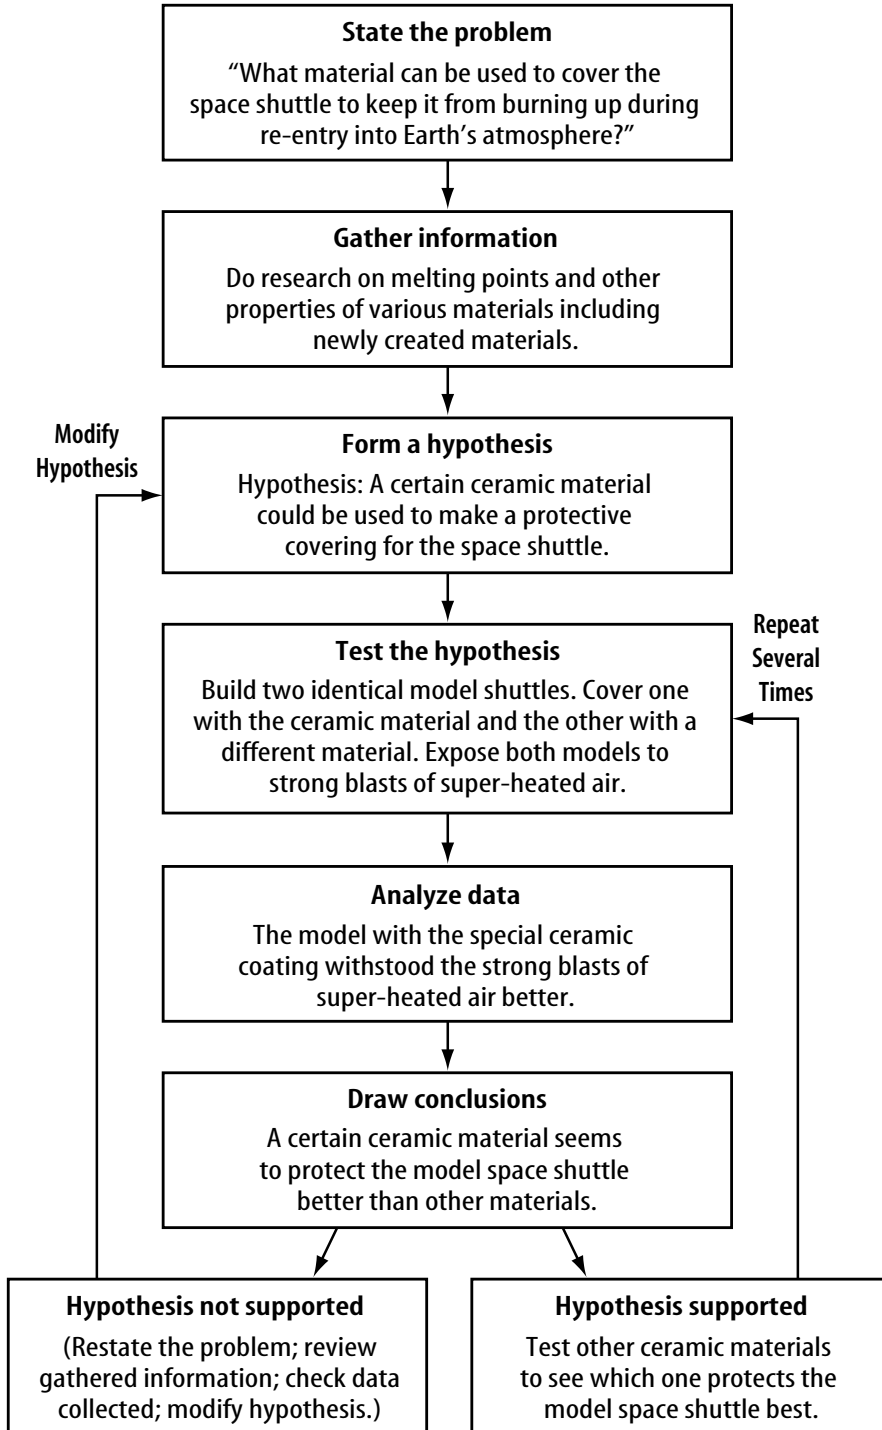 State the problem
“What material can be used to cover the
space shuttle to keep it from burning up during
re-entry into Earth’s atmosphere?”
Gather information
Do research on melting points and other
properties of various materials including
newly created materials.
Modify
Hypothesis
Form a hypothesis
Hypothesis: A certain ceramic material
could be used to make a protective
covering for the space shuttle.
Test the hypothesis
Build two identical model shuttles. Cover one
with the ceramic material and the other with a
different material. Expose both models to
strong blasts of super-heated air.
Repeat
Several
Times
Analyze data
The model with the special ceramic
coating withstood the strong blasts of
super-heated air better.
Draw conclusions
A certain ceramic material seems
to protect the model space shuttle
better than other materials.
Hypothesis not supported
(Restate the problem; review
gathered information; check data
collected; modify hypothesis.)
Hypothesis supported
Test other ceramic materials
to see which one protects the
model space shuttle best.